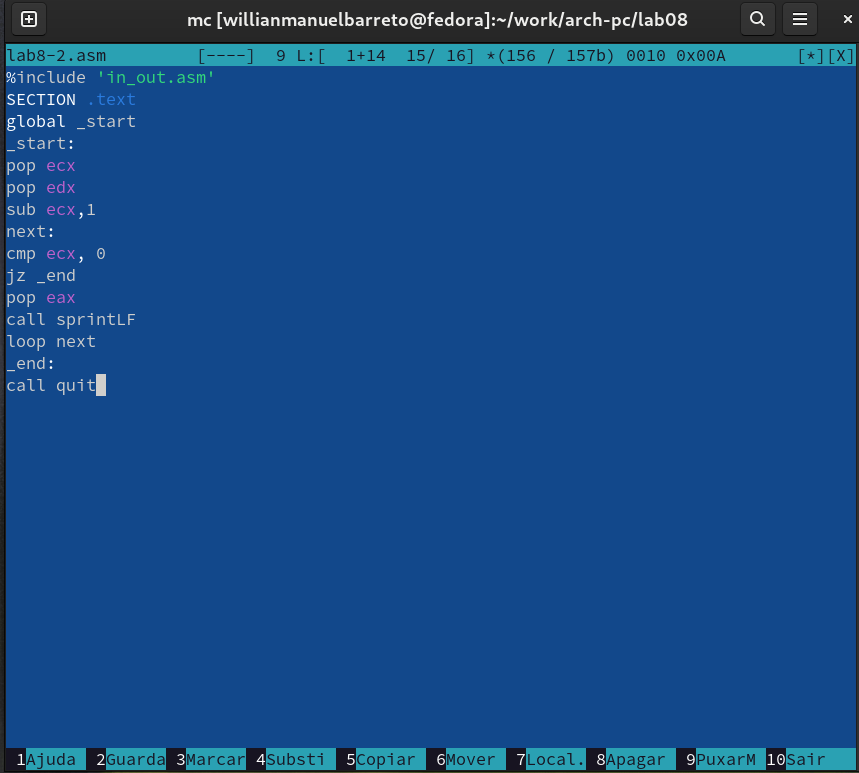 mc [willianmanuelbarreto@fedora]:~/work/arch-pc/lab08
lab8-2.asm [----] 9 L:[ 1+14 15/ 16] *(156 / 157b) 0010 0x00A [*][X]
%include 'in_out.asm'
SECTION .text
global _start
_start:
pop ecx
pop edx
sub ecx,1
next:
cmp ecx, 0
jz _end
pop eax
call sprintLF
loop next
_end:
call quit
1Ajuda 2Guarda 3Marcar 4Substi 5Copiar 6Mover 7Local. 8Apagar 9PuxarM 10Sair